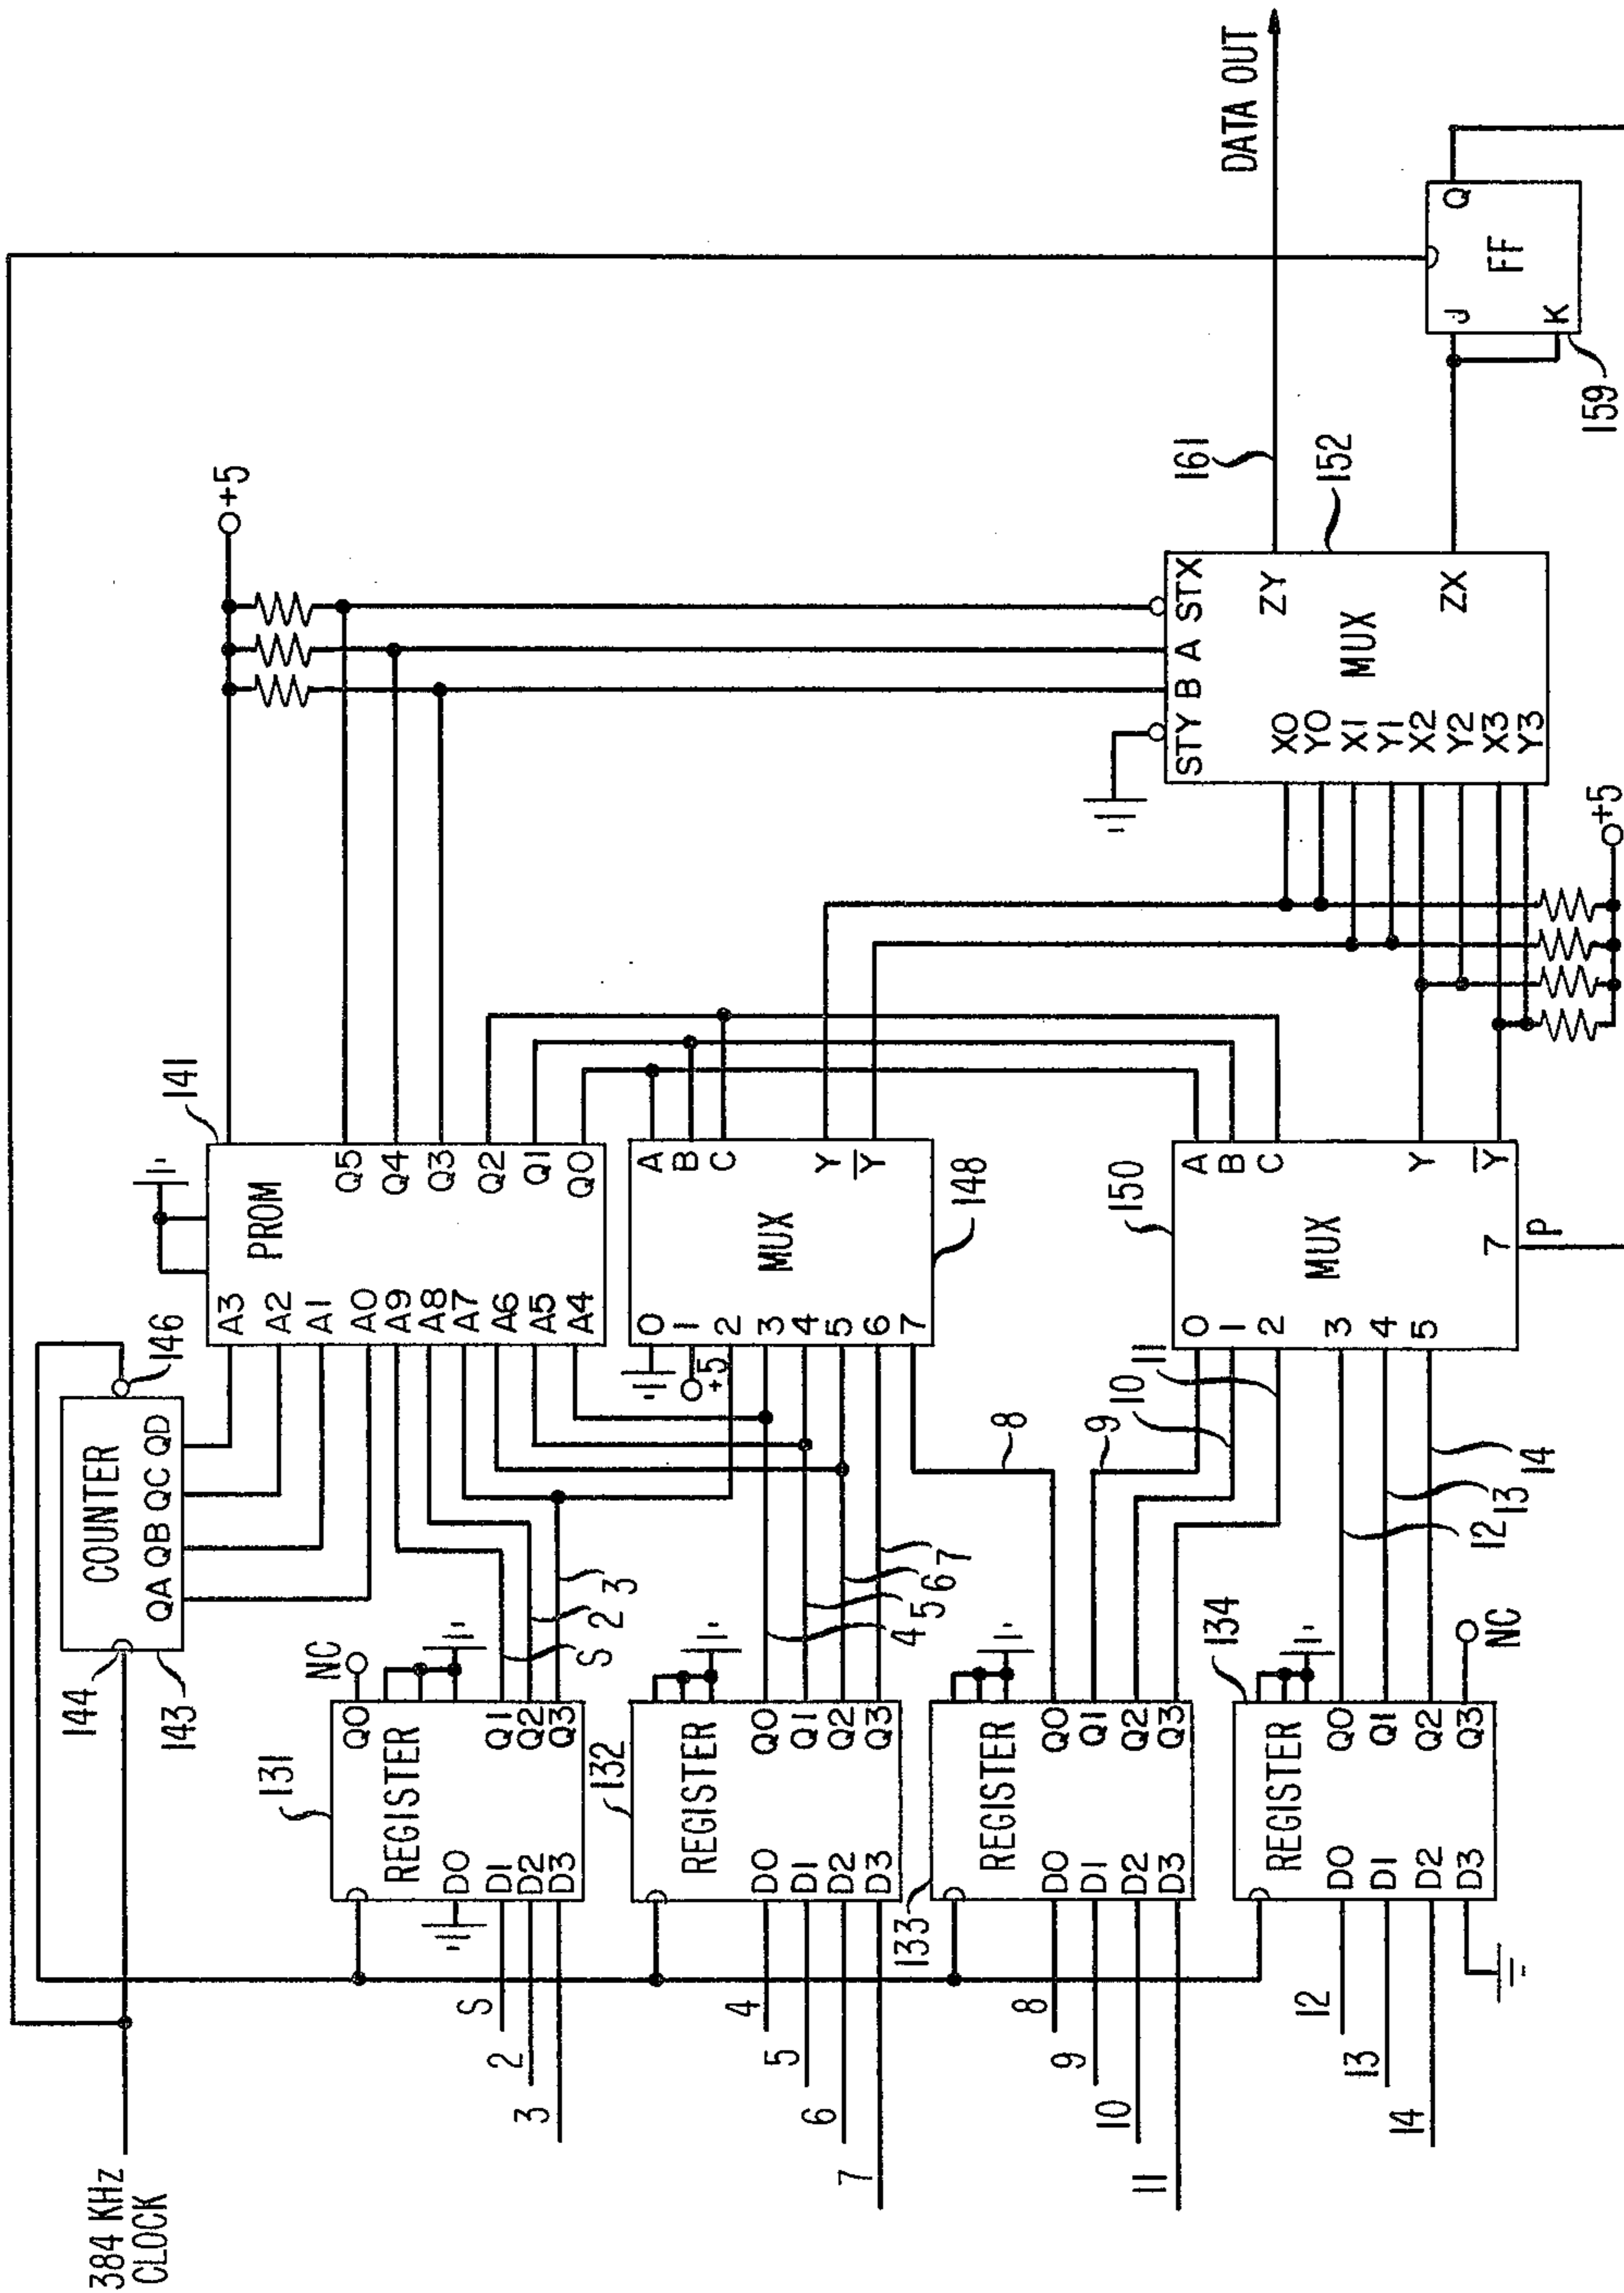 384 KHz
CLOCK
144
143
COUNTER
QA QB QC QD
146
141
PROM
A3
A2
A1
A0
A9
A8
A7
A6
A5
A4
Q5
Q4
Q3
Q2
Q1
Q0
+5
S
2
3
131
REGISTER
D0
D1
D2
D3
Q0
Q1
Q2
Q3
NC
S
2
3
4
5
6
7
132
REGISTER
D0
D1
D2
D3
Q0
Q1
Q2
Q3
4
5
6
7
MUX
148
0
1
2
3
4
5
6
7
+5
A
B
C
Y
Y̅
8
9
10
11
133
REGISTER
D0
D1
D2
D3
Q0
Q1
Q2
Q3
8
9
10
11
12
13
14
134
REGISTER
D0
D1
D2
D3
Q0
Q1
Q2
Q3
NC
12
13
14
150
MUX
0
1
2
3
4
5
7
P
A
B
C
Y
Y̅
+5
STY B A STX
MUX
152
X0
Y0
X1
Y1
X2
Y2
X3
Y3
ZY
ZX
161
DATA OUT
J
K
Q
FF
159